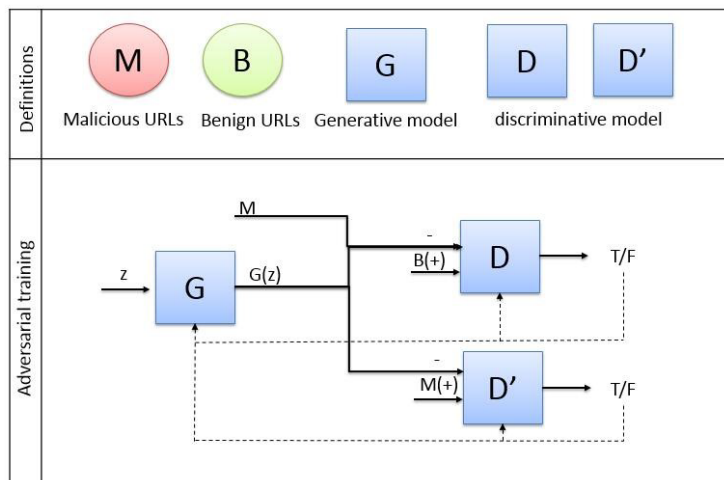 Definitions
M
B
G
D
D'
Malicious URLs
Benign URLs
Generative model
discriminative model
Adversarial training
M
-
B(+)
D
T/F
z
G
G(z)
-
M(+)
D'
T/F